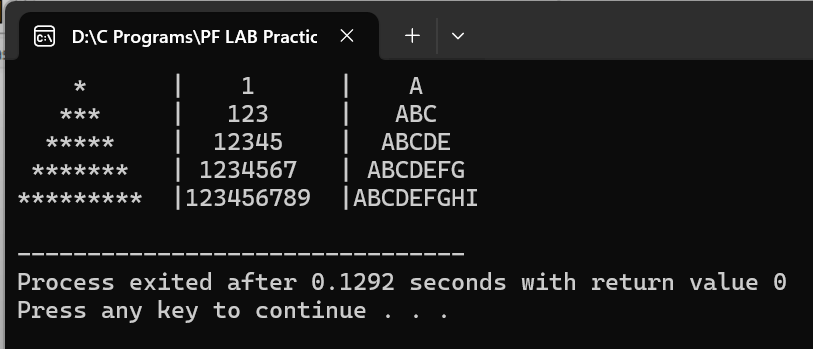 D:\C Programs\PF LAB Practic
    *      |    1      |    A
   ***     |   123     |   ABC
  *****    |  12345    |  ABCDE
 *******   | 1234567   | ABCDEFG
*********  |123456789  |ABCDEFGHI
--------------------------------
Process exited after 0.1292 seconds with return value 0
Press any key to continue . . .